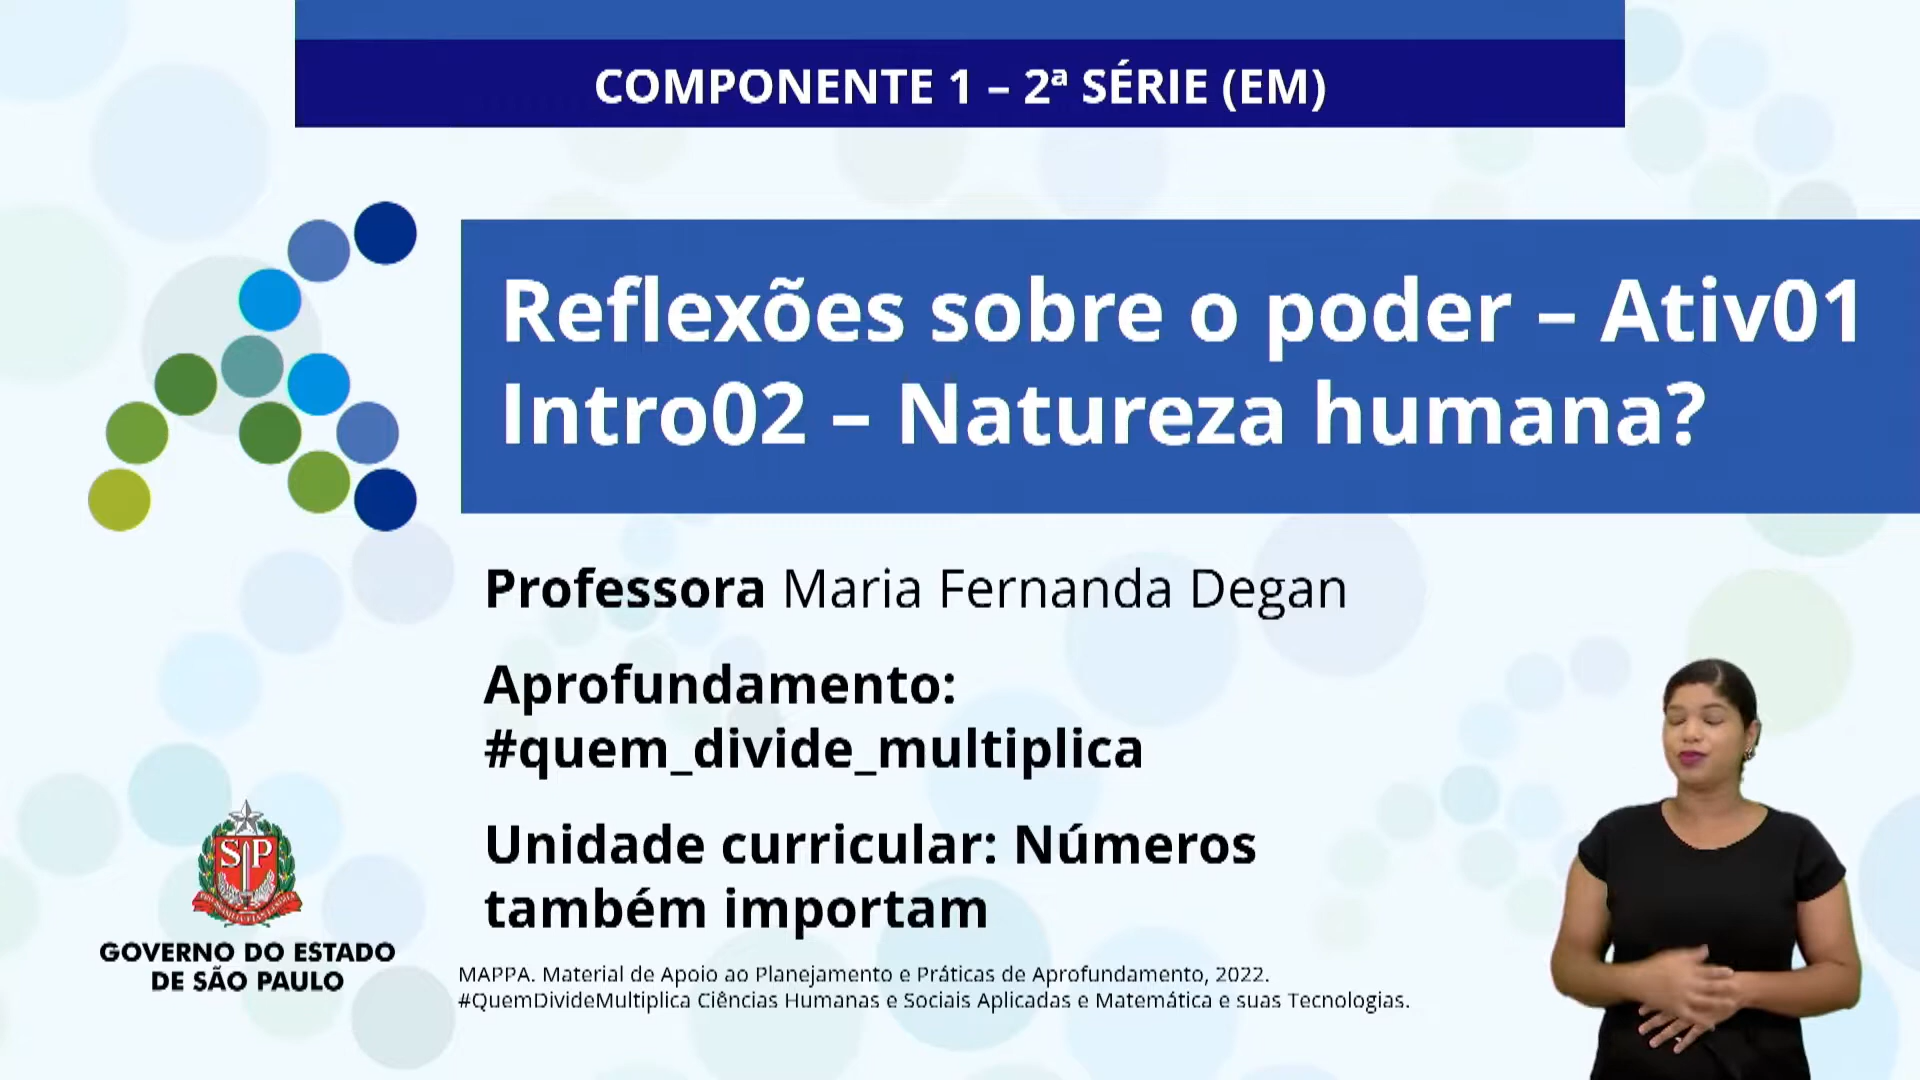 COMPONENTE 1 – 2ª SÉRIE (EM)
Reflexões sobre o poder – Ativ01
Intro02 – Natureza humana?
Professora Maria Fernanda Degan
Aprofundamento:
#quem_divide_multiplica
Unidade curricular: Números
também importam
SP
GOVERNO DO ESTADO
DE SÃO PAULO
MAPPA. Material de Apoio ao Planejamento e Práticas de Aprofundamento, 2022.
#QuemDivideMultiplica Ciências Humanas e Sociais Aplicadas e Matemática e suas Tecnologias.